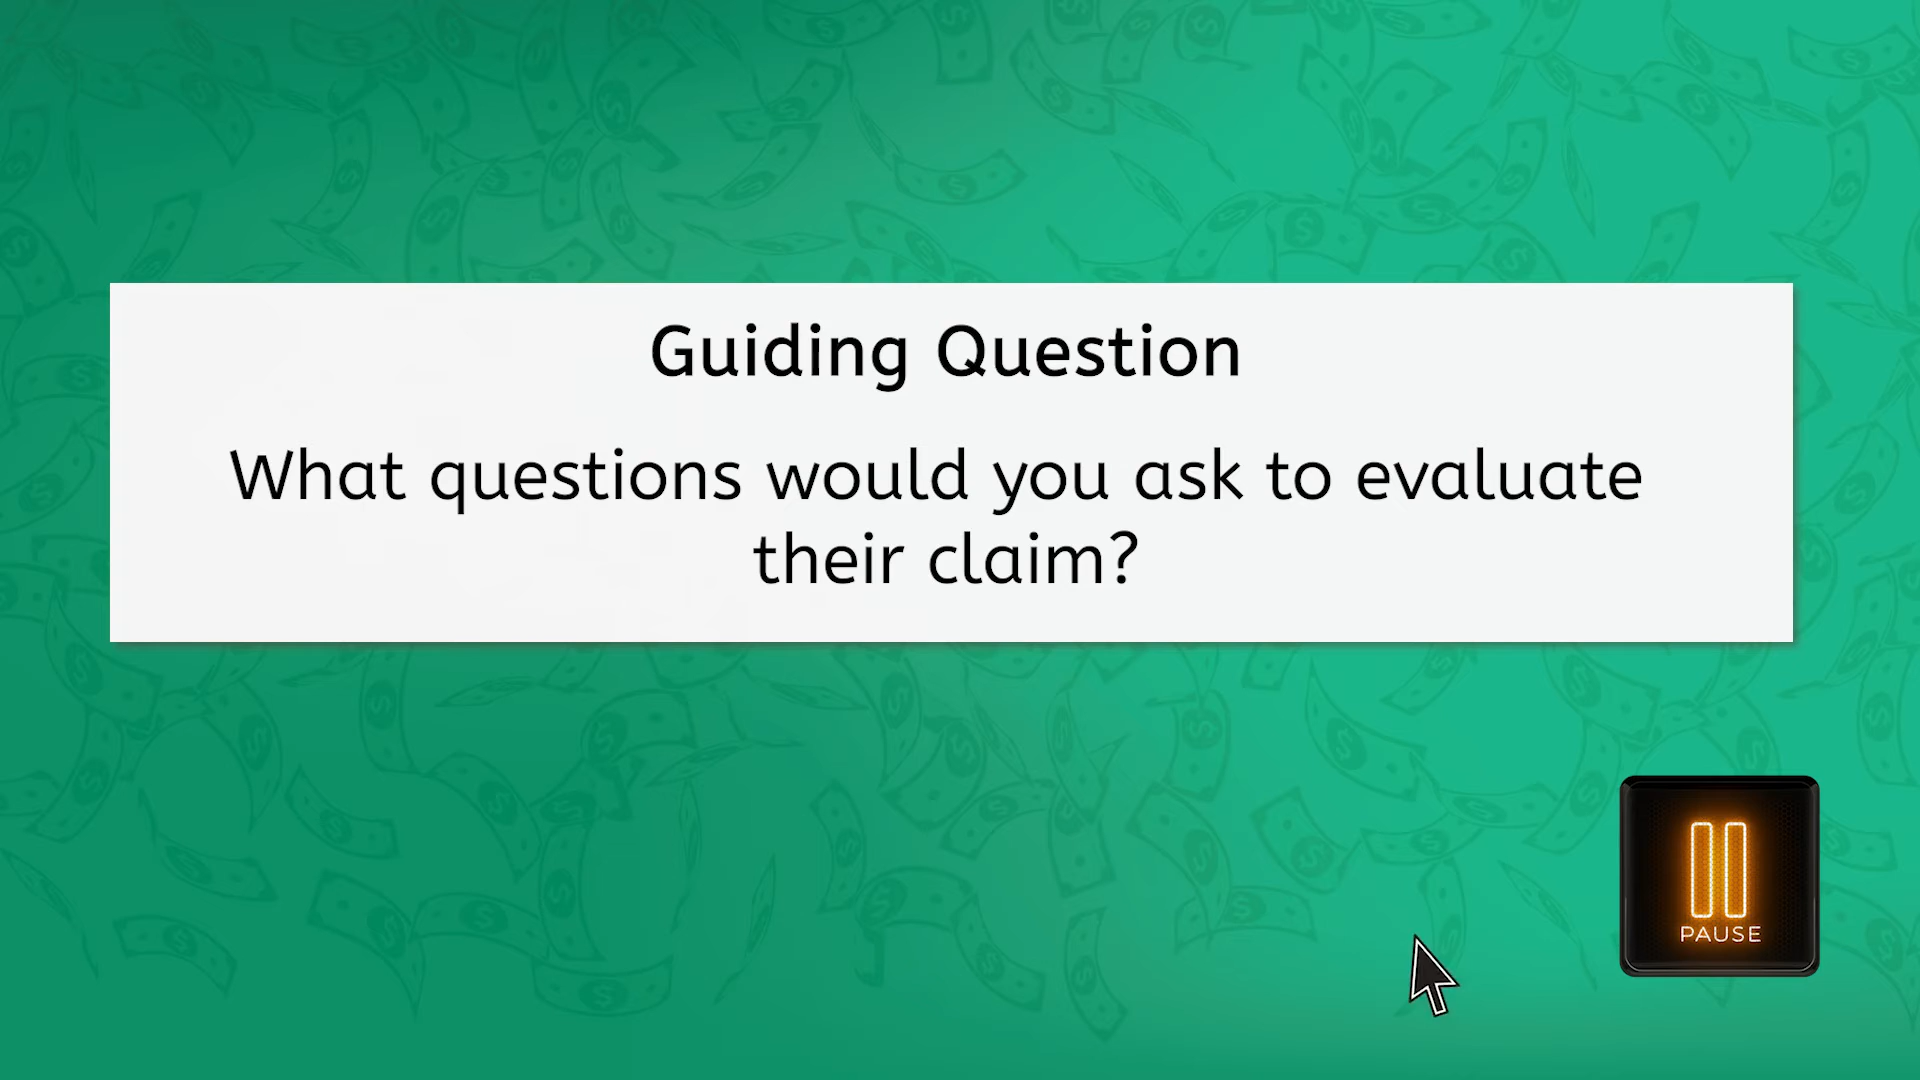 Guiding Question
What questions would you ask to evaluate
their claim?
PAUSE